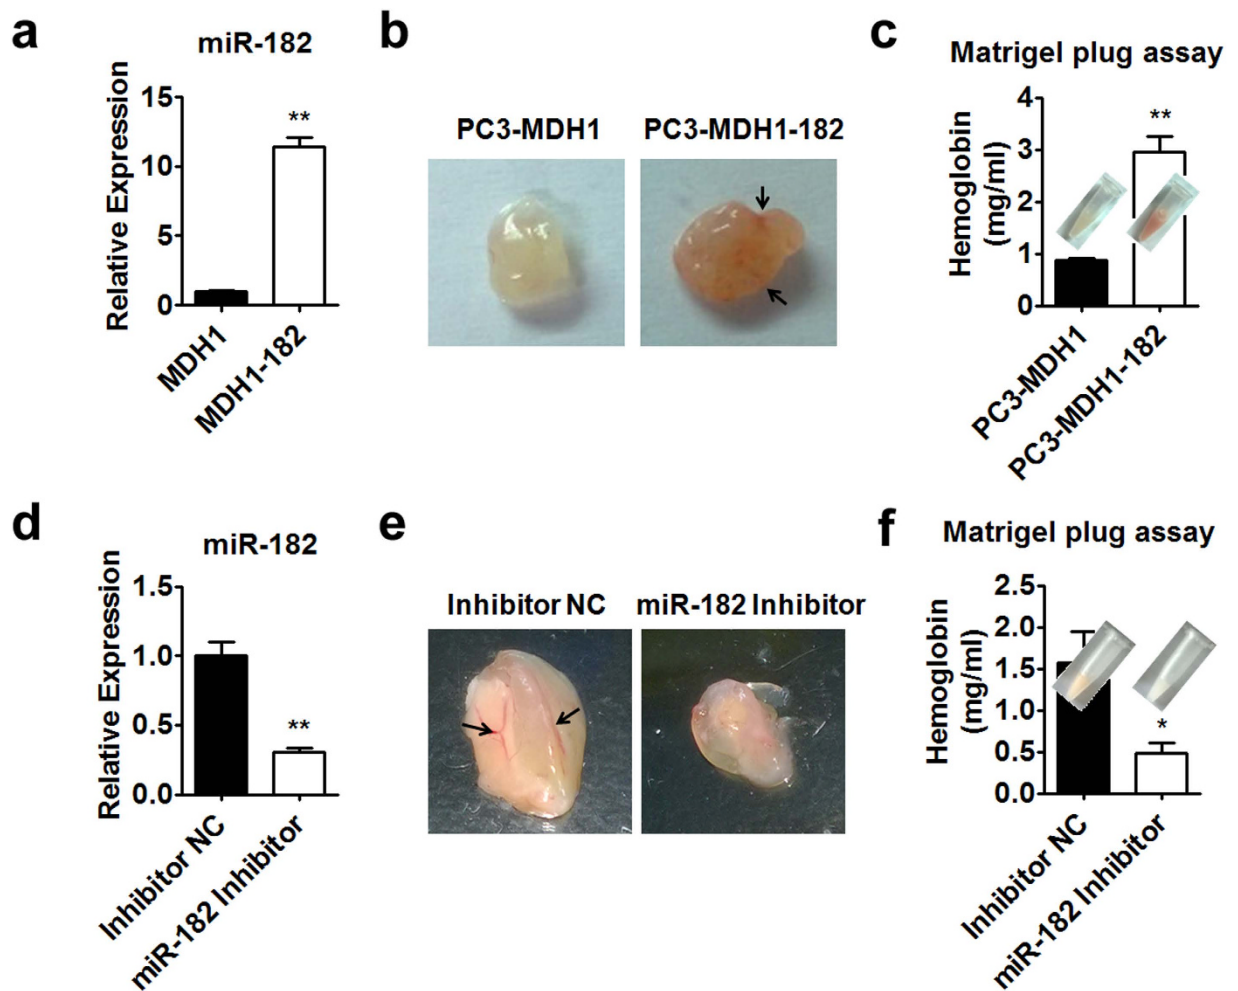 a
miR-182
Relative Expression
15
10
5
0
**
MDH1
MDH1-182
b
PC3-MDH1
PC3-MDH1-182
c
Matrigel plug assay
Hemoglobin
(mg/ml)
4
3
2
1
0
**
PC3-MDH1
PC3-MDH1-182
d
miR-182
Relative Expression
1.5
1.0
0.5
0.0
**
Inhibitor NC
miR-182 Inhibitor
e
Inhibitor NC
miR-182 Inhibitor
f
Matrigel plug assay
Hemoglobin
(mg/ml)
2.5
2.0
1.5
1.0
0.5
0.0
*
Inhibitor NC
miR-182 Inhibitor